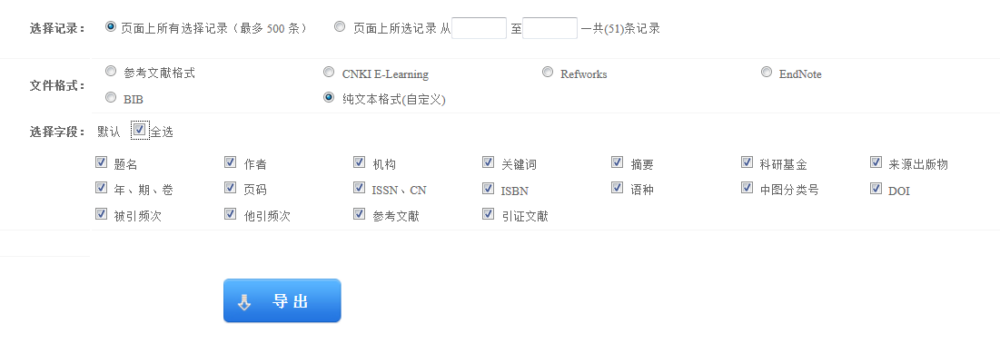 选择记录： 页面上所有选择记录（最多 500 条） 页面上所选记录 从 至 一共(51)条记录
文件格式： 参考文献格式 CNKI E-Learning Refworks EndNote
BIB 纯文本格式(自定义)
选择字段： 默认 全选
题名 作者 机构 关键词 摘要 科研基金 来源出版物
年、期、卷 页码 ISSN、CN ISBN 语种 中图分类号 DOI
被引频次 他引频次 参考文献 引证文献
导 出